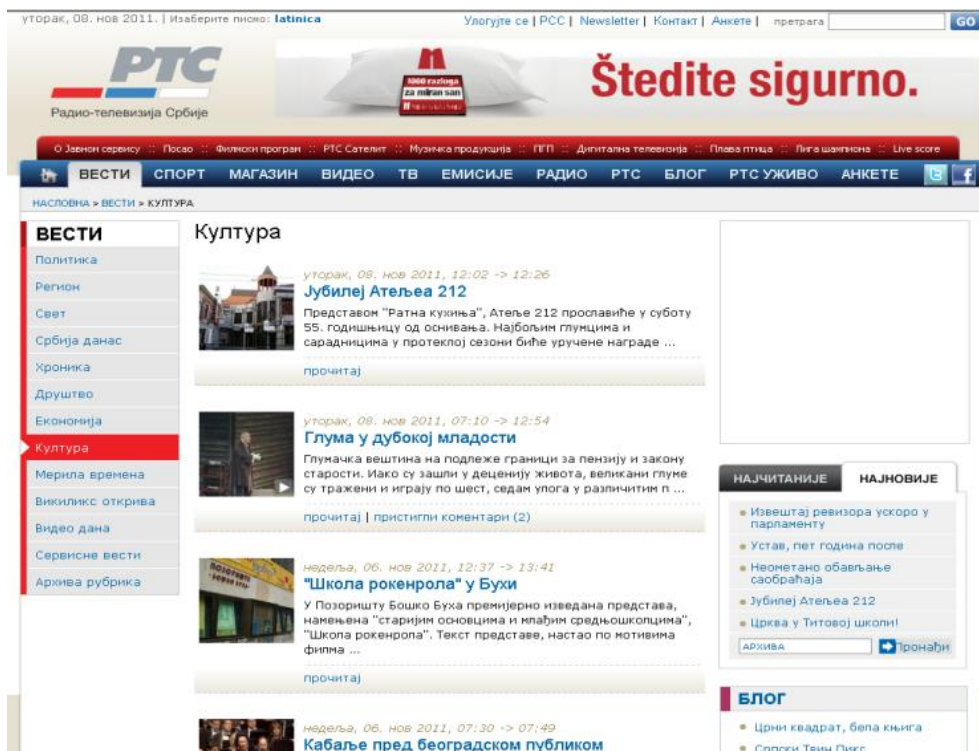 уторак, 08. нов 2011. | Изаберите писмо: latinica
Улогујте се | РСС | Newsletter | Контакт | Анкете | претрага GO
РТС
Радио-телевизија Србије
1000 razloga
za miran san
Štedite sigurno.
О Јавном сервису :: Посао :: Филмски програм :: РТС Сателит :: Музичка продукција :: ПГП :: Дигитална телевизија :: Плава птица :: Лига шампиона :: Live score
ВЕСТИ СПОРТ МАГАЗИН ВИДЕО ТВ ЕМИСИЈЕ РАДИО РТС БЛОГ РТС УЖИВО АНКЕТЕ
НАСЛОВНА » ВЕСТИ » КУЛТУРА
ВЕСТИ
Политика
Регион
Свет
Србија данас
Хроника
Друштво
Економија
Култура
Мерила времена
Викиликс открива
Видео дана
Сервисне вести
Архива рубрика
Култура
уторак, 08. нов 2011, 12:02 -> 12:26
Јубилеј Атељеа 212
Представом "Ратна кухиња", Атеље 212 прославиће у суботу
55. годишњицу од оснивања. Најбољим глумцима и
сарадницима у протеклој сезони биће уручене награде ...
прочитај
уторак, 08. нов 2011, 07:10 -> 12:54
Глума у дубокој младости
Глумачка вештина на подлеже граници за пензију и закону
старости. Иако су зашли у деценију живота, великани глуме
су тражени и играју по шест, седам улога у различитим п ...
прочитај | пристигли коментари (2)
недеља, 06. нов 2011, 12:37 -> 13:41
"Школа рокенрола" у Бухи
У Позоришту Бошко Буха премијерно изведана представа,
намењена "старијим основцима и млађим средњошколцима",
"Школа рокенрола". Текст представе, настао по мотивима
филма ...
прочитај
недеља, 06. нов 2011, 07:30 -> 07:49
Кабаље пред београдском публиком
НАЈЧИТАНИЈЕ НАЈНОВИЈЕ
Извештај ревизора ускоро у
парламенту
Устав, пет година после
Неометано обављање
саобраћаја
Јубилеј Атељеа 212
Црква у Титовој школи!
АРХИВА Пронађи
БЛОГ
Црни квадрат, бела књига
Српски Твин Пикс